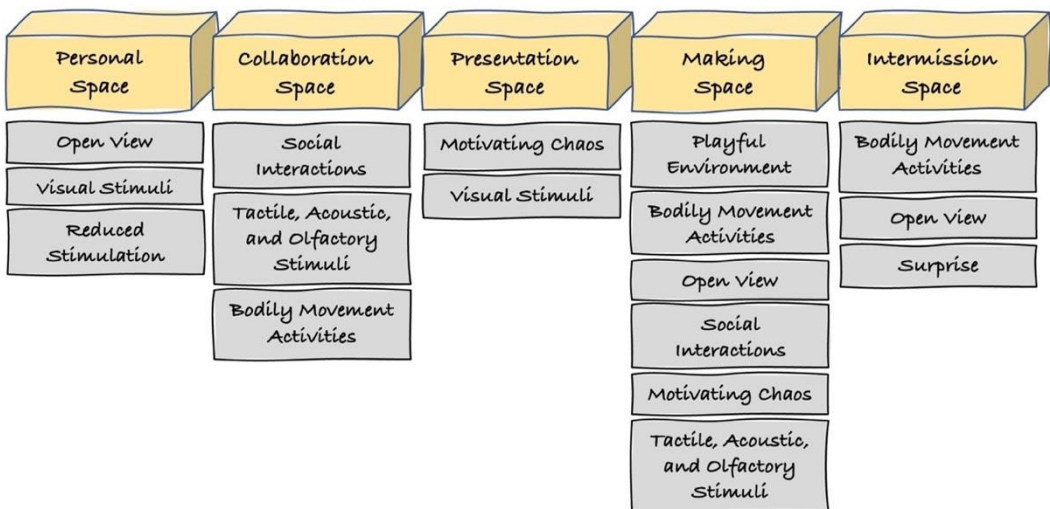 Personal
Space
Collaboration
Space
Presentation
Space
Making
Space
Intermission
Space
Open View
Visual Stimuli
Reduced
Stimulation
Social
Interactions
Tactile, Acoustic,
and Olfactory
Stimuli
Bodily Movement
Activities
Motivating Chaos
Visual Stimuli
Playful
Environment
Bodily Movement
Activities
Open View
Social
Interactions
Motivating Chaos
Tactile, Acoustic,
and Olfactory
Stimuli
Bodily Movement
Activities
Open View
Surprise